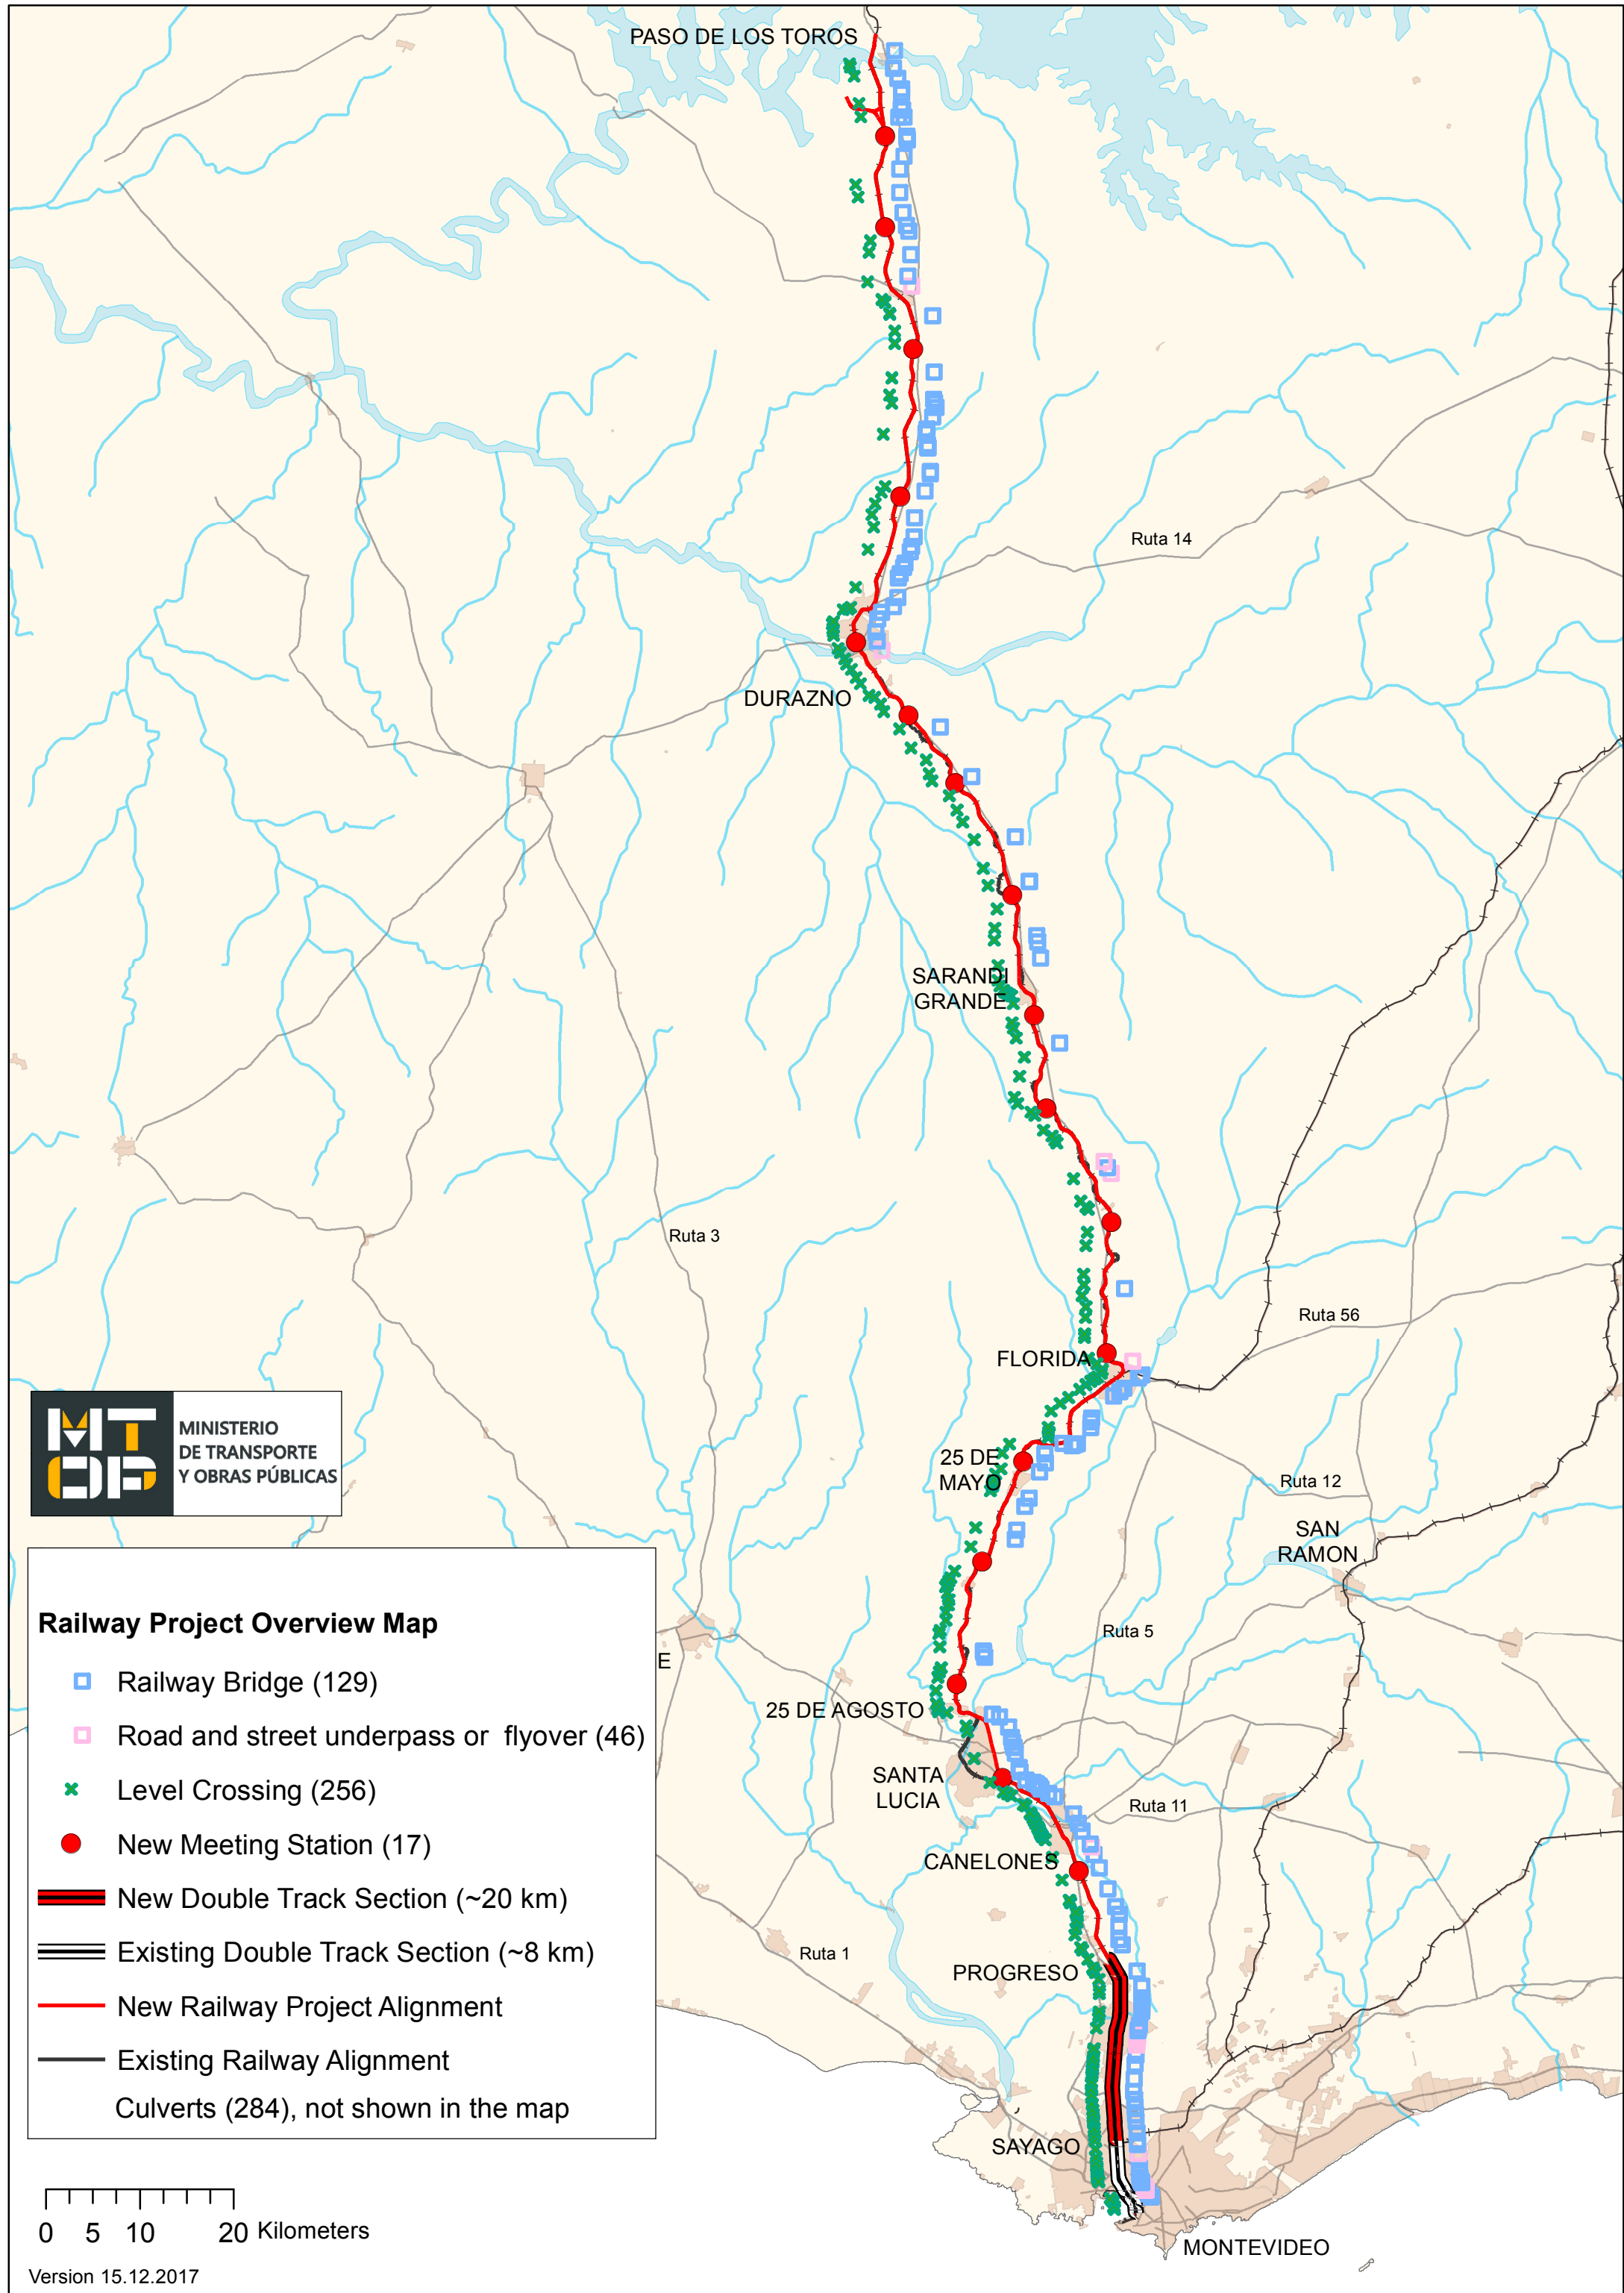 PASO DE LOS TOROS
Ruta 14
DURAZNO
SARANDI
GRANDE
Ruta 3
Ruta 56
FLORIDA
MTOP
MINISTERIO
DE TRANSPORTE
Y OBRAS PÚBLICAS
25 DE
MAYO
Ruta 12
SAN
RAMON
Railway Project Overview Map
Railway Bridge (129)
Road and street underpass or flyover (46)
Level Crossing (256)
New Meeting Station (17)
New Double Track Section (~20 km)
Existing Double Track Section (~8 km)
New Railway Project Alignment
Existing Railway Alignment
Culverts (284), not shown in the map
Ruta 5
E
25 DE AGOSTO
SANTA
LUCIA
Ruta 11
CANELONES
Ruta 1
PROGRESO
SAYAGO
MONTEVIDEO
0 5 10 20 Kilometers
Version 15.12.2017